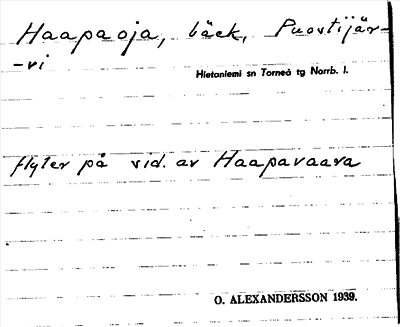 Haapaoja, bäck, Puostijär-
-vi
Hietaniemi sn Torneå tg Norrb. l.
flyter på vid. av Haapavaara
O. ALEXANDERSSON 1939.